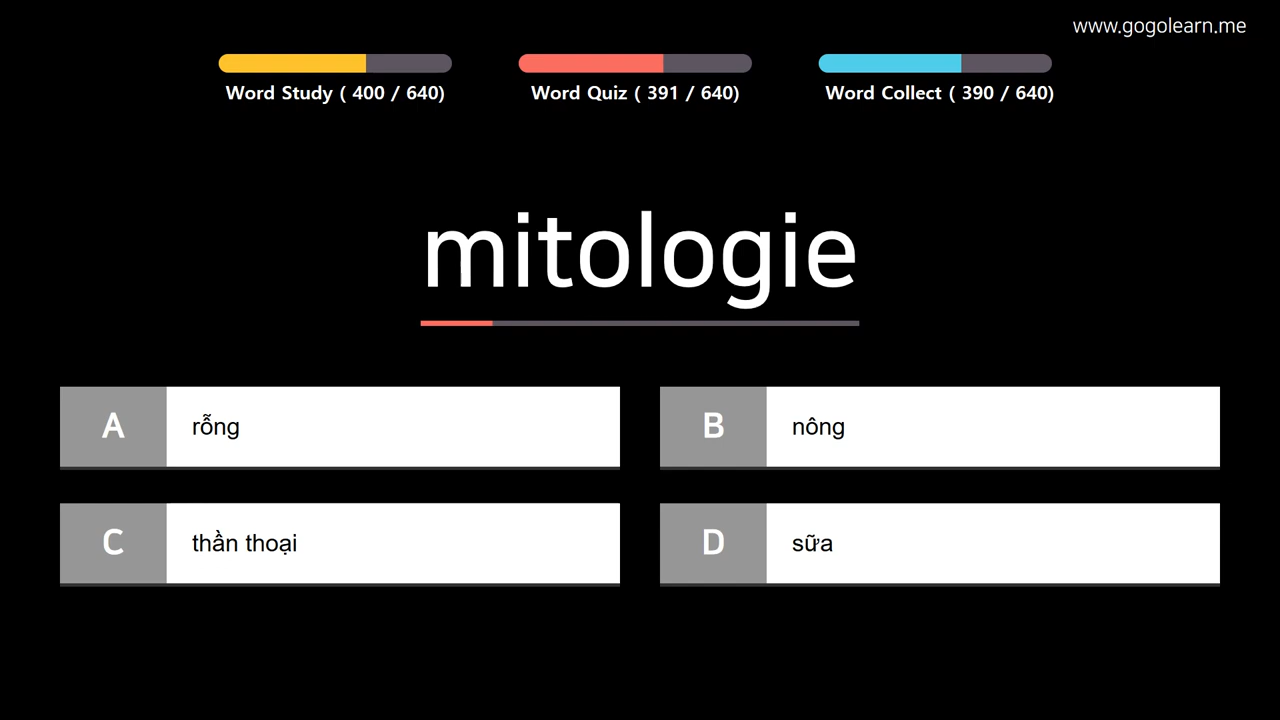 www.gogolearn.me
Word Study ( 400 / 640)
Word Quiz ( 391 / 640)
Word Collect ( 390 / 640)
mitologie
A
rỗng
B
nông
C
thần thoại
D
sữa